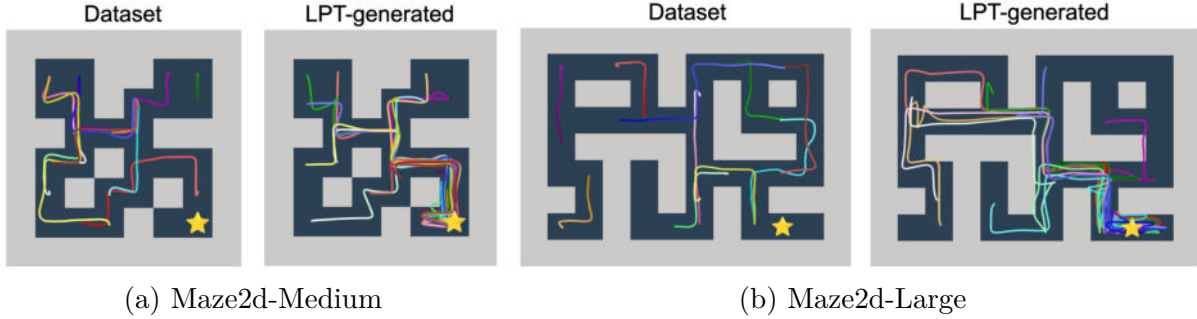 Dataset LPT-generated Dataset LPT-generated
(a) Maze2d-Medium (b) Maze2d-Large